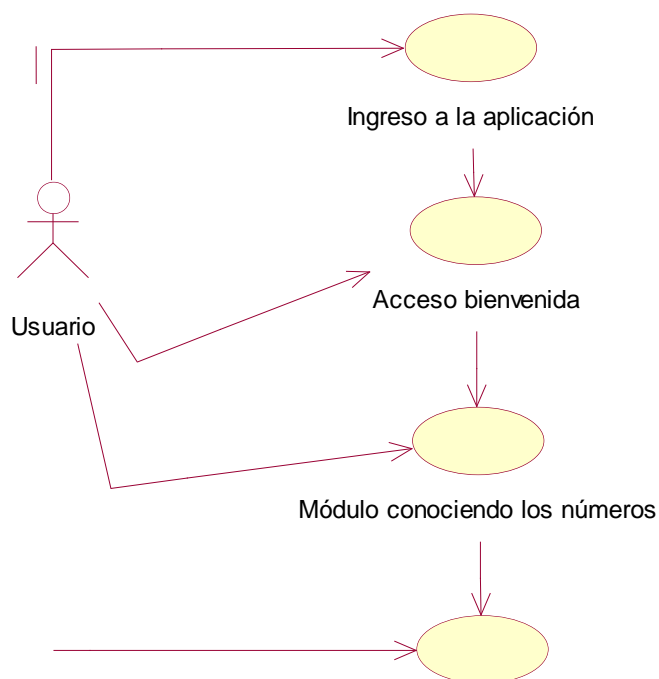 Ingreso a la aplicación
Acceso bienvenida
Usuario
Módulo conociendo los números